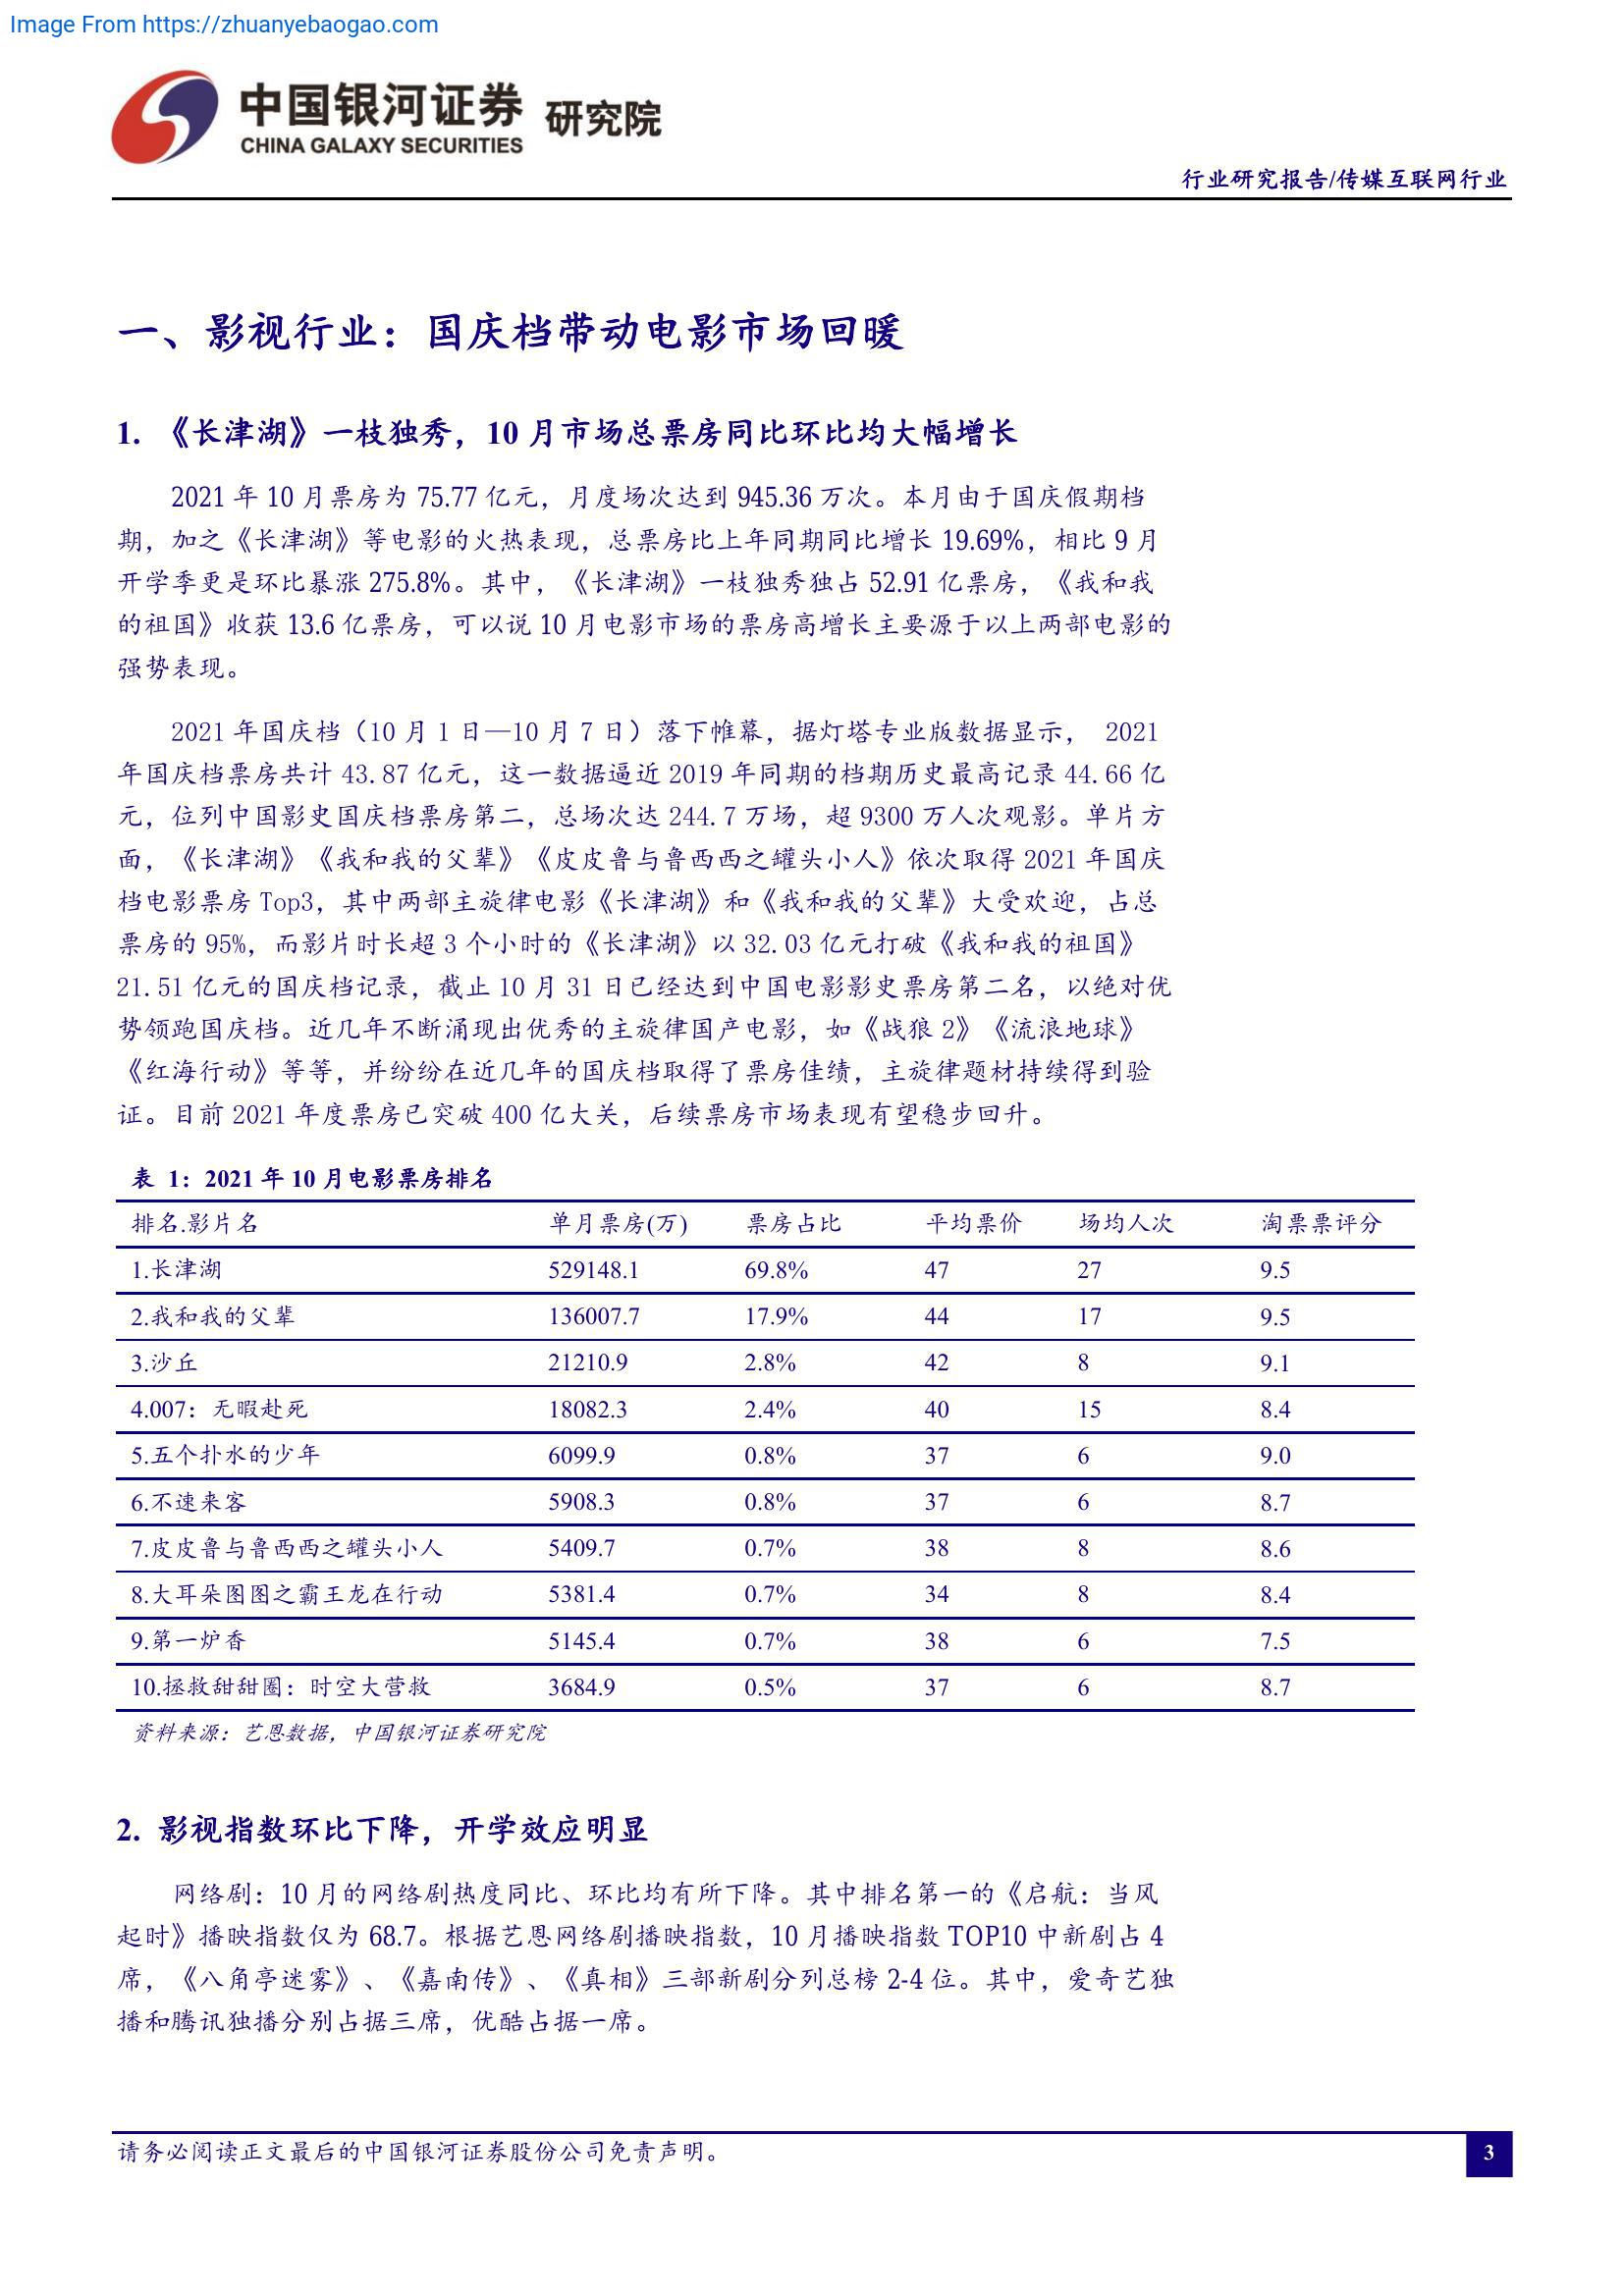 Image From https://zhuanyebaogao.com
中国银河证券 研究院
CHINA GALAXY SECURITIES
行业研究报告/传媒互联网行业
一、影视行业：国庆档带动电影市场回暖
1. 《长津湖》一枝独秀，10 月市场总票房同比环比均大幅增长
2021 年 10 月票房为 75.77 亿元，月度场次达到 945.36 万次。本月由于国庆假期档
期，加之《长津湖》等电影的火热表现，总票房比上年同期同比增长 19.69%，相比 9 月
开学季更是环比暴涨 275.8%。其中，《长津湖》一枝独秀独占 52.91 亿票房，《我和我
的祖国》收获 13.6 亿票房，可以说 10 月电影市场的票房高增长主要源于以上两部电影的
强势表现。
2021 年国庆档（10 月 1 日—10 月 7 日）落下帷幕，据灯塔专业版数据显示， 2021
年国庆档票房共计 43.87 亿元，这一数据逼近 2019 年同期的档期历史最高记录 44.66 亿
元，位列中国影史国庆档票房第二，总场次达 244.7 万场，超 9300 万人次观影。单片方
面，《长津湖》《我和我的父辈》《皮皮鲁与鲁西西之罐头小人》依次取得 2021 年国庆
档电影票房 Top3，其中两部主旋律电影《长津湖》和《我和我的父辈》大受欢迎，占总
票房的 95%，而影片时长超 3 个小时的《长津湖》以 32.03 亿元打破《我和我的祖国》
21.51 亿元的国庆档记录，截止 10 月 31 日已经达到中国电影影史票房第二名，以绝对优
势领跑国庆档。近几年不断涌现出优秀的主旋律国产电影，如《战狼 2》《流浪地球》
《红海行动》等等，并纷纷在近几年的国庆档取得了票房佳绩，主旋律题材持续得到验
证。目前 2021 年度票房已突破 400 亿大关，后续票房市场表现有望稳步回升。
表 1：2021 年 10 月电影票房排名
排名.影片名 单月票房(万) 票房占比 平均票价 场均人次 淘票票评分
1.长津湖 529148.1 69.8% 47 27 9.5
2.我和我的父辈 136007.7 17.9% 44 17 9.5
3.沙丘 21210.9 2.8% 42 8 9.1
4.007：无暇赴死 18082.3 2.4% 40 15 8.4
5.五个扑水的少年 6099.9 0.8% 37 6 9.0
6.不速来客 5908.3 0.8% 37 6 8.7
7.皮皮鲁与鲁西西之罐头小人 5409.7 0.7% 38 8 8.6
8.大耳朵图图之霸王龙在行动 5381.4 0.7% 34 8 8.4
9.第一炉香 5145.4 0.7% 38 6 7.5
10.拯救甜甜圈：时空大营救 3684.9 0.5% 37 6 8.7
资料来源：艺恩数据，中国银河证券研究院
2. 影视指数环比下降，开学效应明显
网络剧：10 月的网络剧热度同比、环比均有所下降。其中排名第一的《启航：当风
起时》播映指数仅为 68.7。根据艺恩网络剧播映指数，10 月播映指数 TOP10 中新剧占 4
席，《八角亭迷雾》、《嘉南传》、《真相》三部新剧分列总榜 2-4 位。其中，爱奇艺独
播和腾讯独播分别占据三席，优酷占据一席。
请务必阅读正文最后的中国银河证券股份公司免责声明。
3